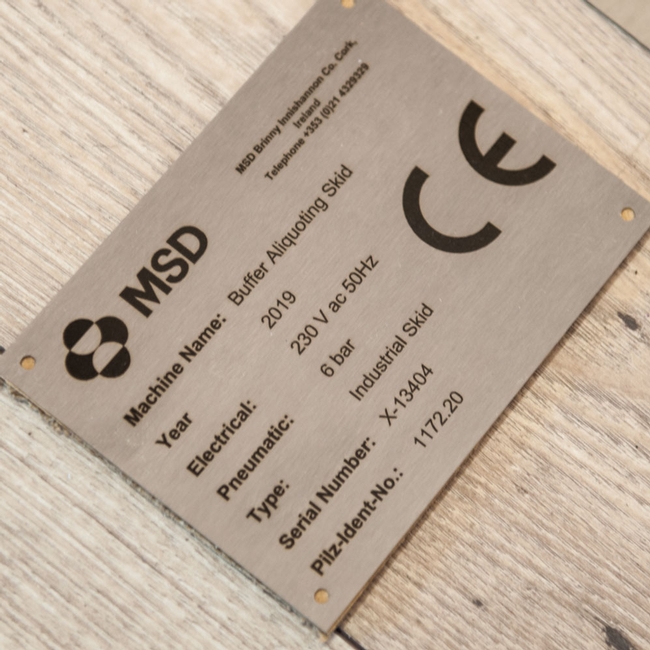 MSD
MSD Brinny Innishannon Co. Cork,
Ireland
Telephone +353 (0)21 4329329
CE
Machine Name: Buffer Aliquoting Skid
Year 2019
Electrical: 230 V ac 50Hz
Pneumatic: 6 bar
Type: Industrial Skid
Serial Number: X-13404
Pilz-Ident-No.: 1172.20